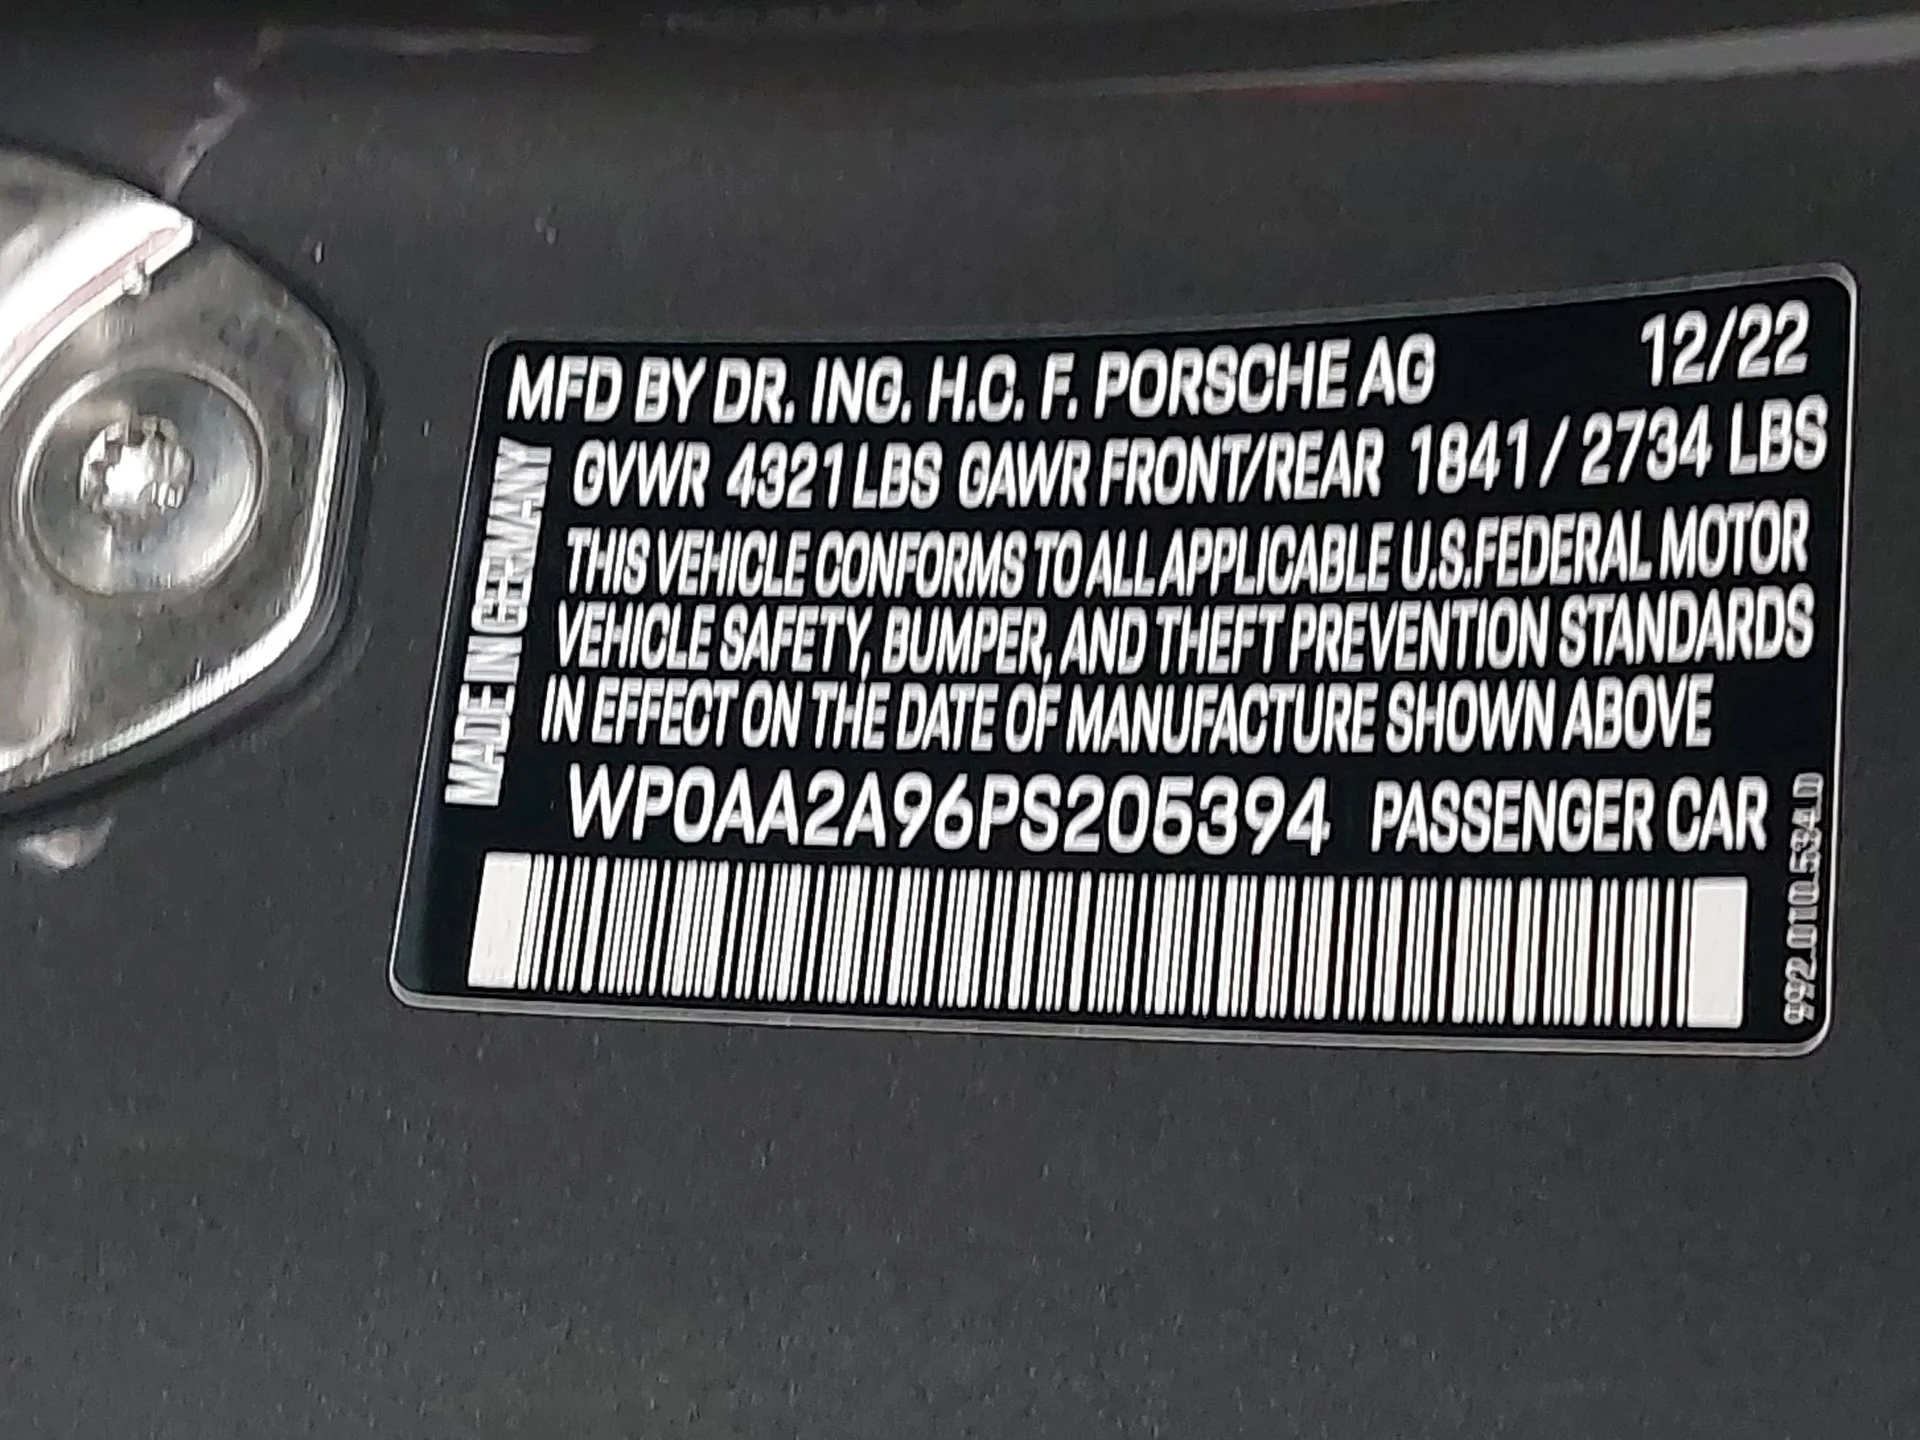 MFD BY DR. ING. H.C. F. PORSCHE AG 12/22
GVWR 4321 LBS GAWR FRONT/REAR 1841 / 2734 LBS
THIS VEHICLE CONFORMS TO ALL APPLICABLE U.S.FEDERAL MOTOR
VEHICLE SAFETY, BUMPER, AND THEFT PREVENTION STANDARDS
IN EFFECT ON THE DATE OF MANUFACTURE SHOWN ABOVE
WP0AA2A96PS205394 PASSENGER CAR
MADE IN GERMANY
992.010.534.D